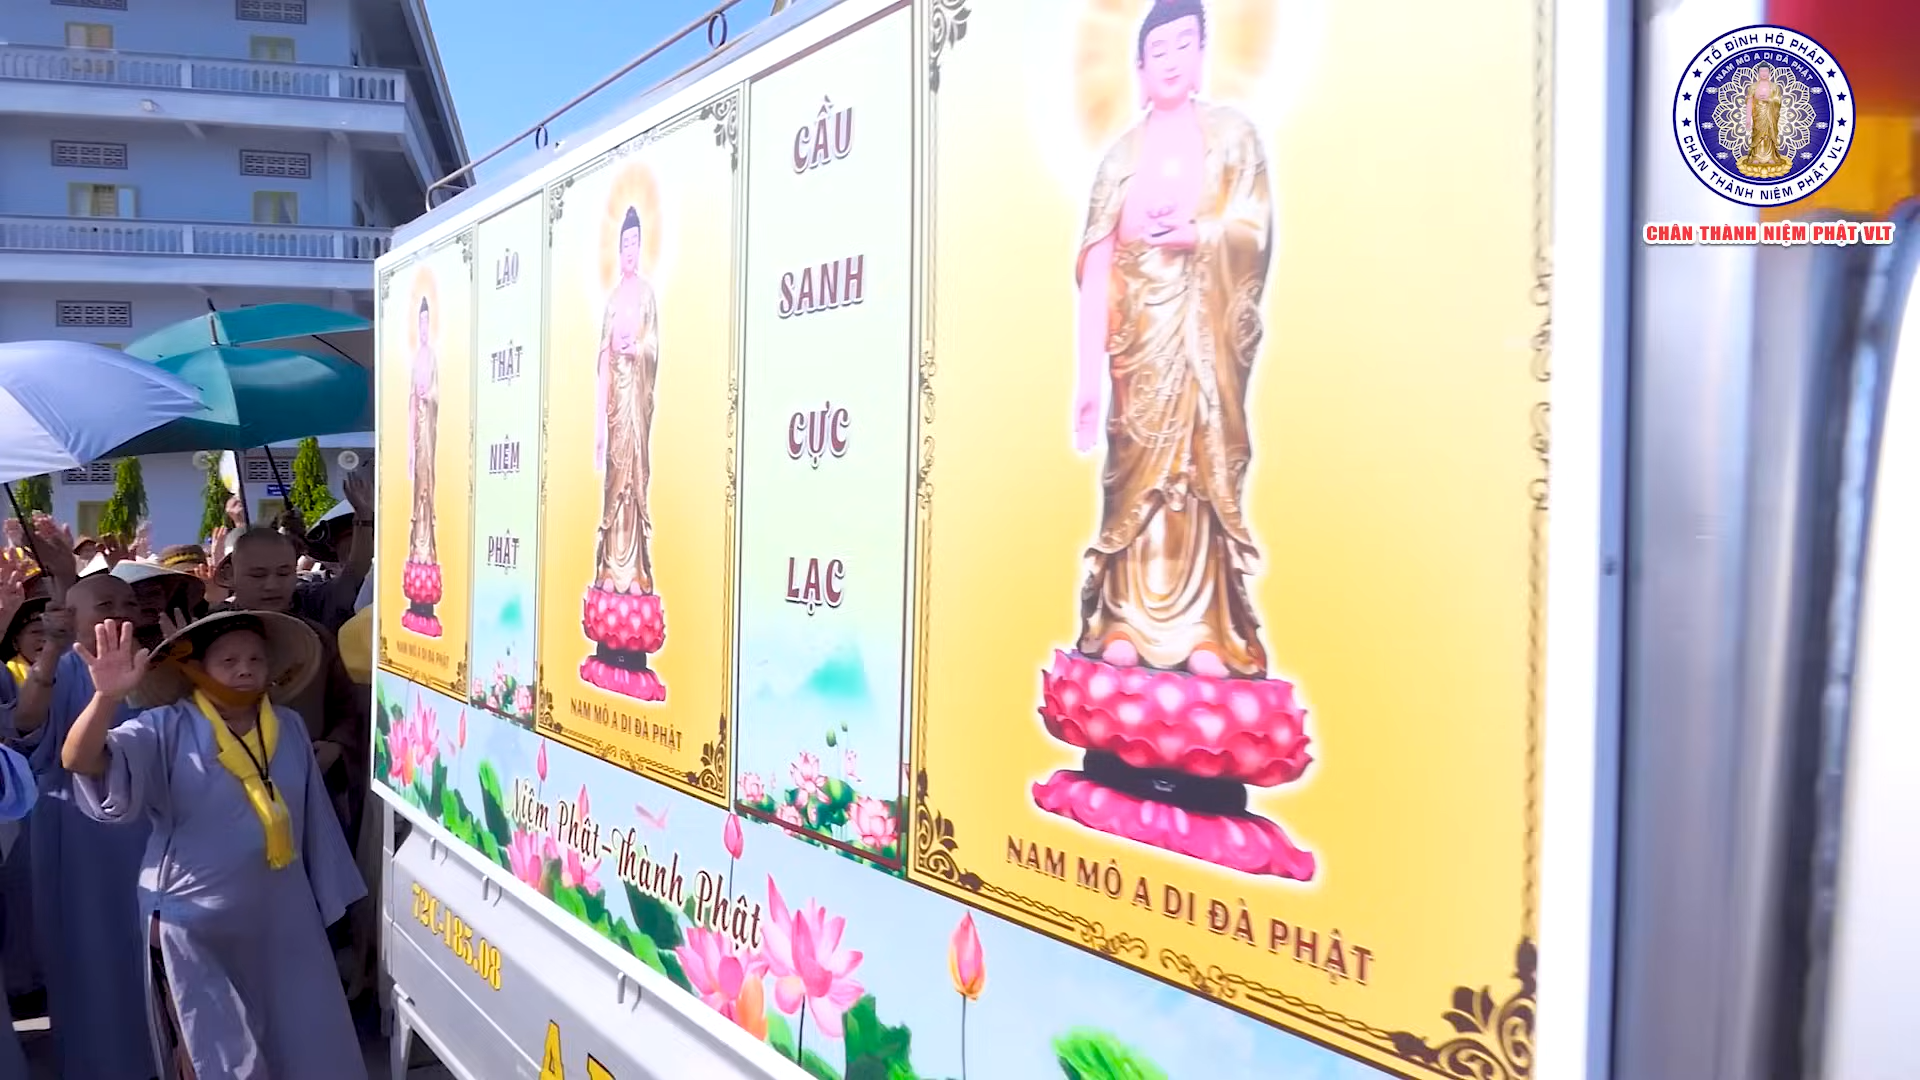 TỔ ĐÌNH HỘ PHÁP
NAM MÔ A DI ĐÀ PHẬT
CHÂN THÀNH NIỆM PHẬT VLT
CHÂN THÀNH NIỆM PHẬT VLT
LÃO
THẬT
NIỆM
PHẬT
CẦU
SANH
CỰC
LẠC
NAM MÔ A DI ĐÀ PHẬT
NAM MÔ A DI ĐÀ PHẬT
NAM MÔ A DI ĐÀ PHẬT
Niệm Phật-Thành Phật
72C-185.08